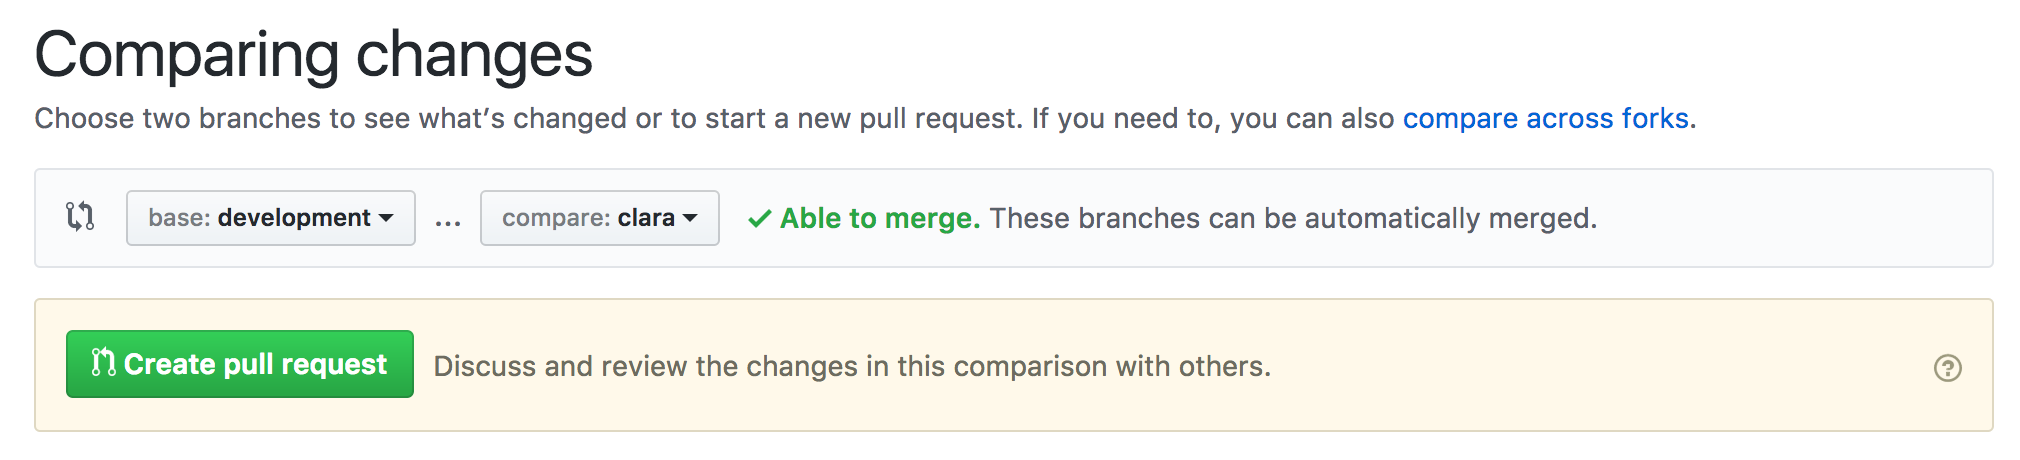 Comparing changes
Choose two branches to see what’s changed or to start a new pull request. If you need to, you can also compare across forks.
base: development ... compare: clara Able to merge. These branches can be automatically merged.
Create pull request Discuss and review the changes in this comparison with others. ?